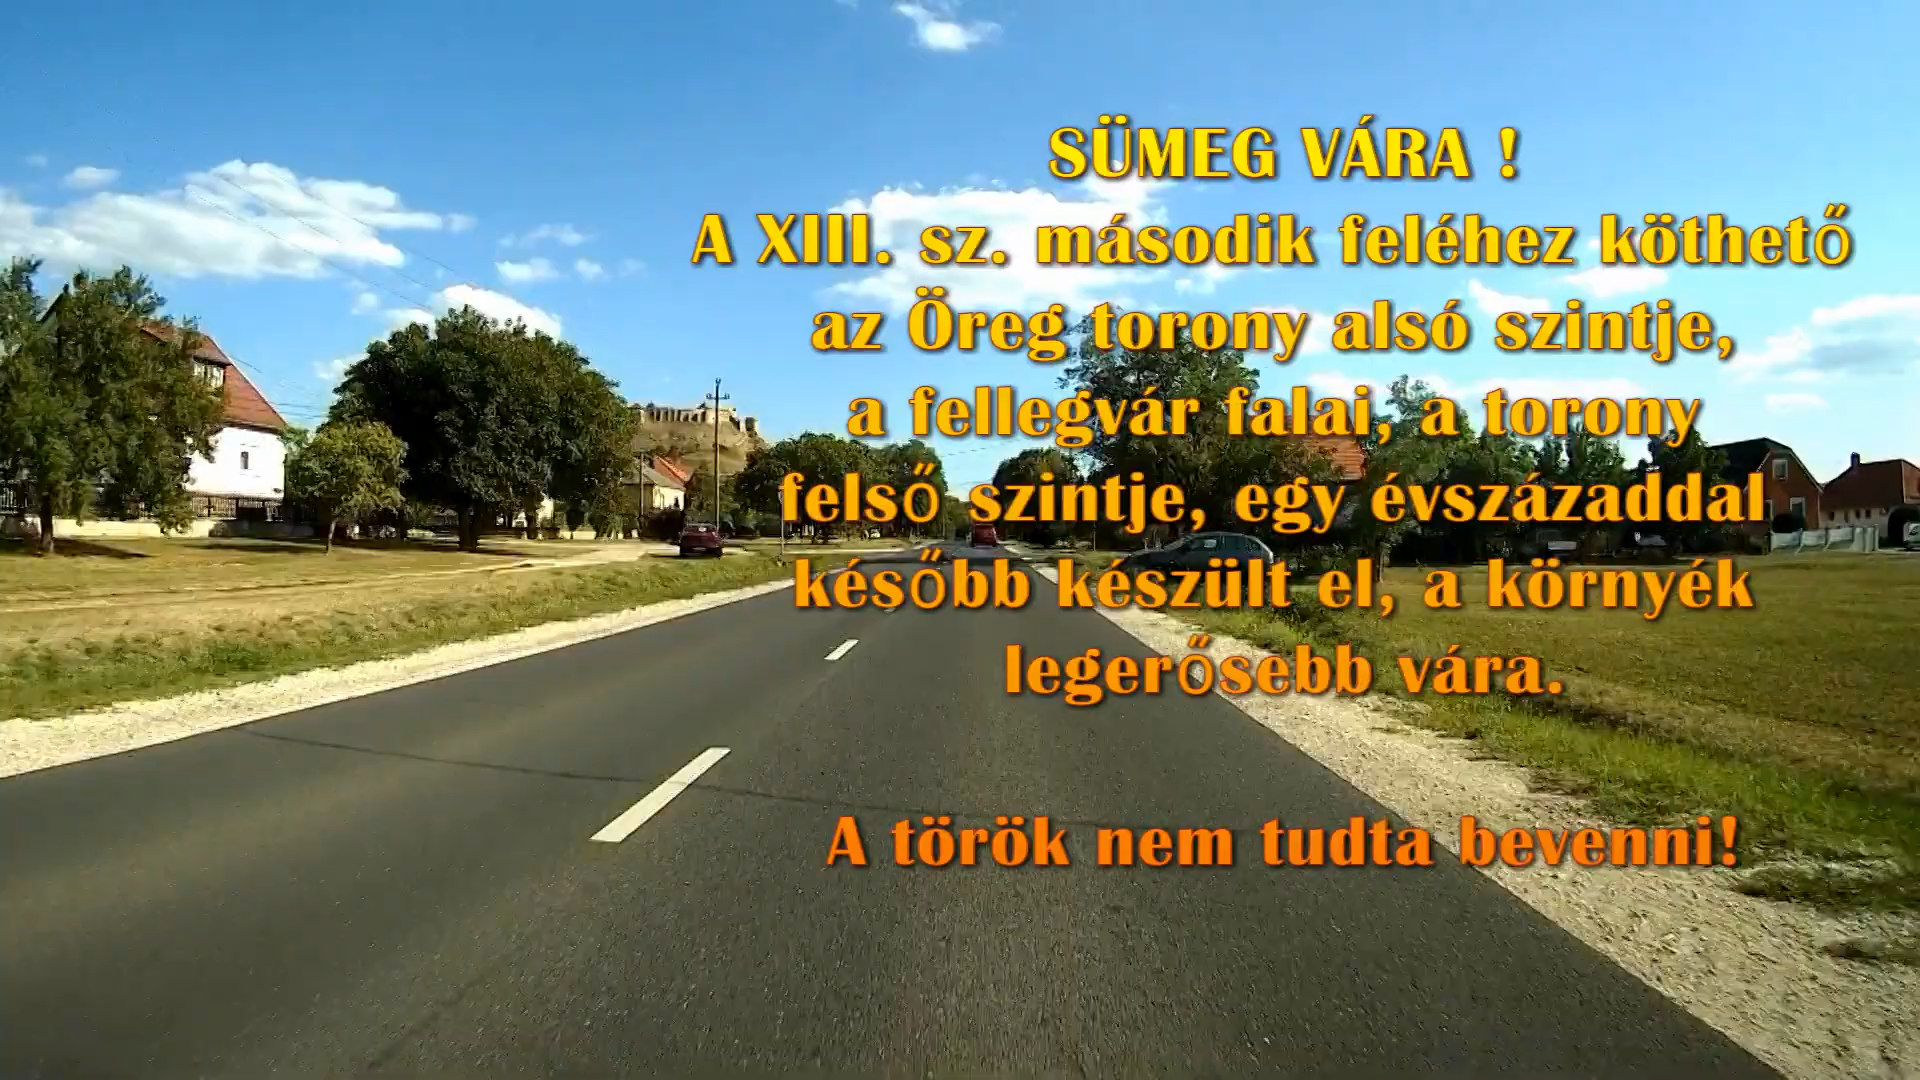 SÜMEG VÁRA !
A XIII. sz. második feléhez köthető
az Öreg torony alsó szintje,
a fellegvár falai, a torony
felső szintje, egy évszázaddal
később készült el, a környék
legerősebb vára.
A török nem tudta bevenni!